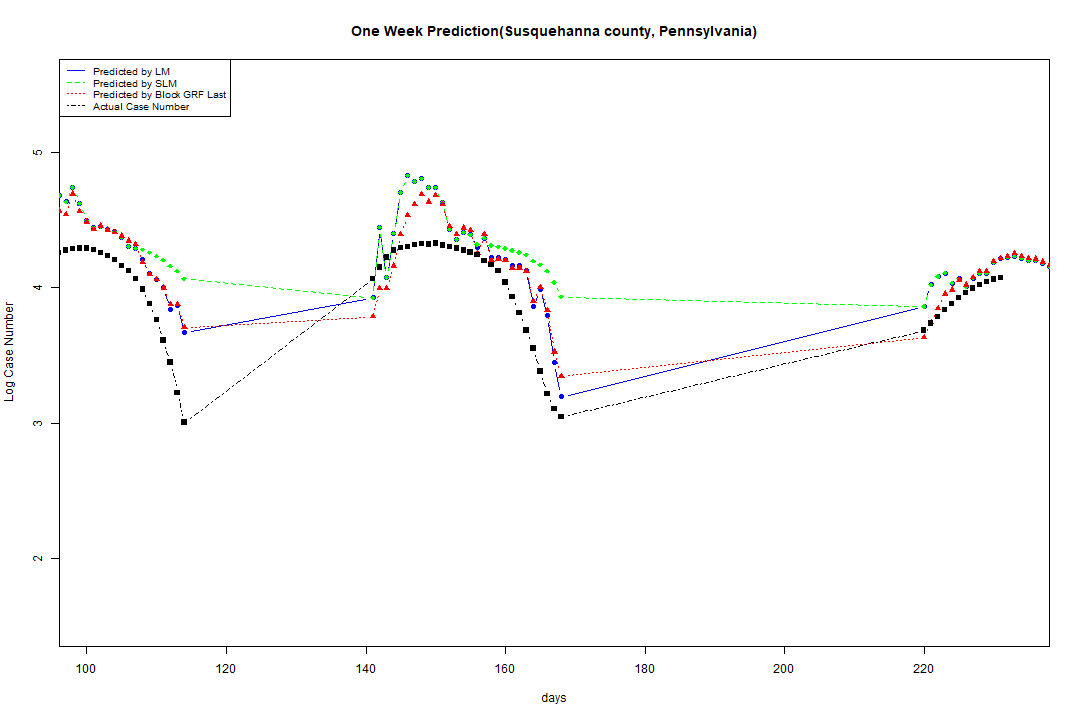 One Week Prediction(Susquehanna county, Pennsylvania)
Predicted by LM
Predicted by SLM
Predicted by Block GRF Last
Actual Case Number
5
4
3
2
Log Case Number
100 120 140 160 180 200 220
days